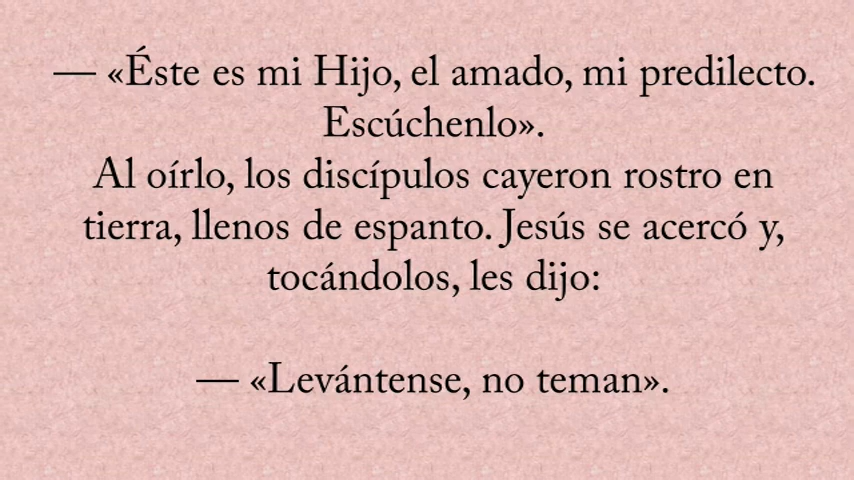 — «Éste es mi Hijo, el amado, mi predilecto.
Escúchenlo».
Al oírlo, los discípulos cayeron rostro en
tierra, llenos de espanto. Jesús se acercó y,
tocándolos, les dijo:
— «Levántense, no teman».